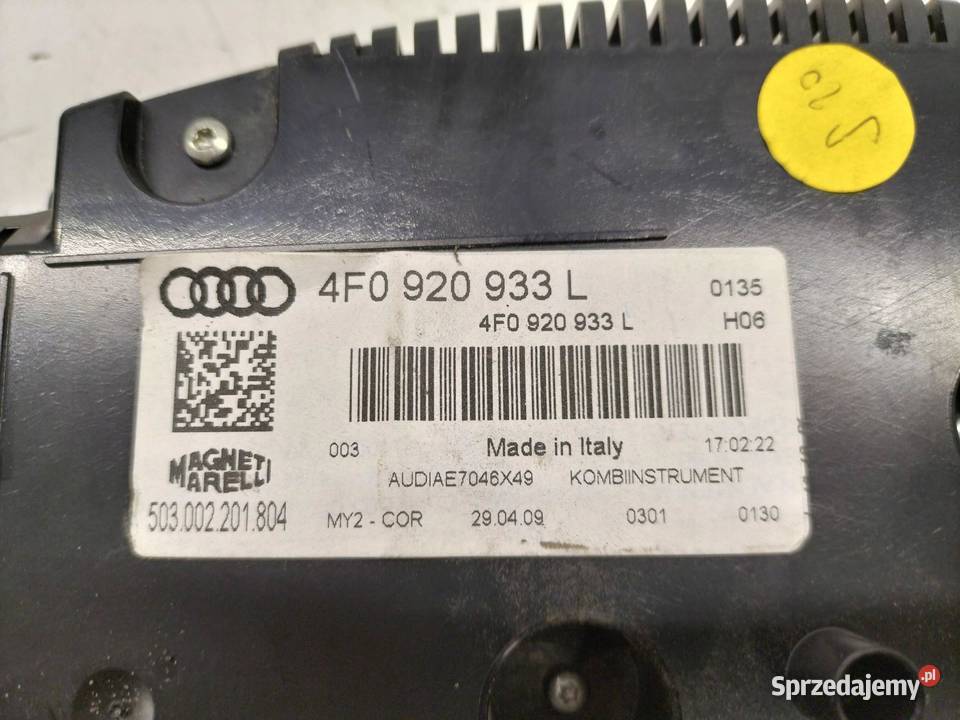 4F0 920 933 L 0135
4F0 920 933 L H06
003 Made in Italy 17:02:22
AUDIAE7046X49 KOMBIINSTRUMENT
MAGNETI
MARELLI
503.002.201.804 MY2 - COR 29.04.09 0301 0130
Sprzedajemy.pl